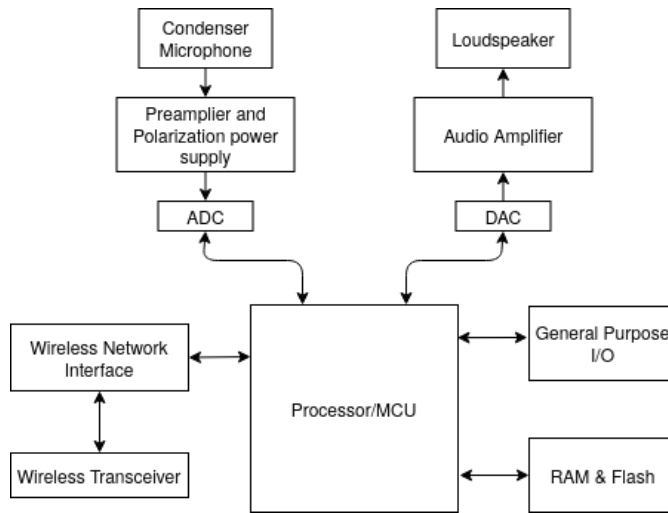 Condenser
Microphone
Loudspeaker
Preamplier and
Polarization power
supply
Audio Amplifier
ADC
DAC
Wireless Network
Interface
Processor/MCU
General Purpose
I/O
Wireless Transceiver
RAM & Flash